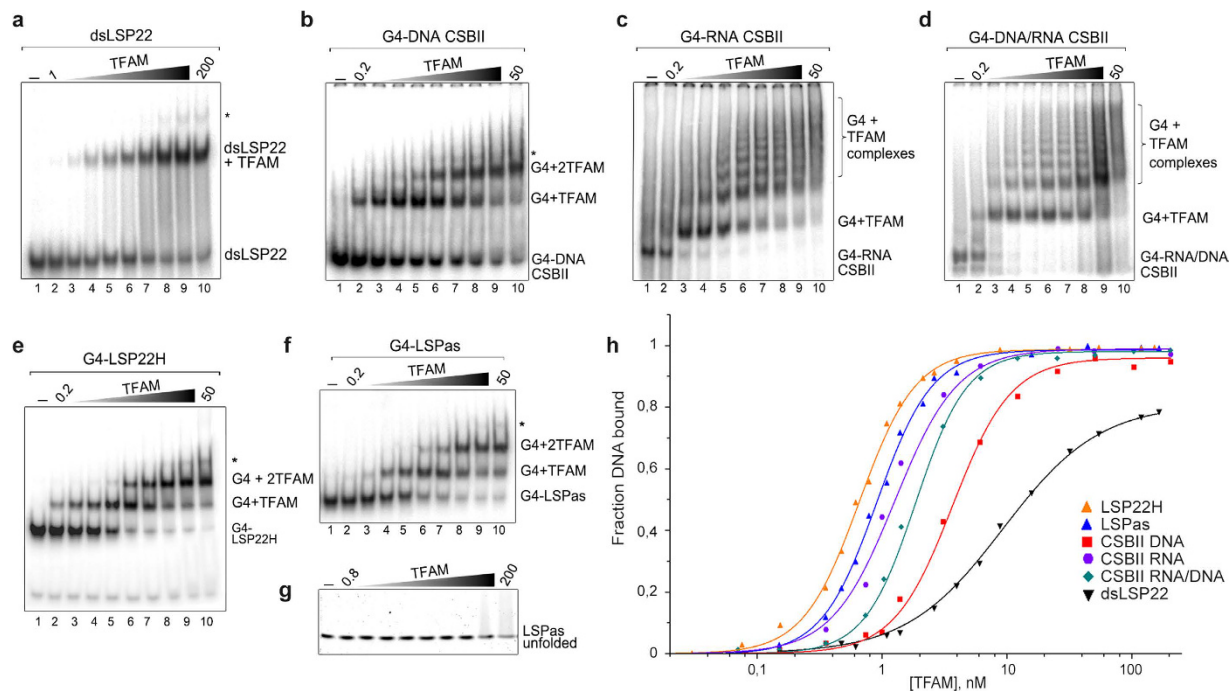 a
dsLSP22
– 1 TFAM 200
*
dsLSP22
+ TFAM
dsLSP22
1 2 3 4 5 6 7 8 9 10
b
G4-DNA CSBII
– 0.2 TFAM 50
*
G4+2TFAM
G4+TFAM
G4-DNA
CSBII
1 2 3 4 5 6 7 8 9 10
c
G4-RNA CSBII
– 0.2 TFAM 50
G4 +
TFAM
complexes
G4+TFAM
G4-RNA
CSBII
1 2 3 4 5 6 7 8 9 10
d
G4-DNA/RNA CSBII
– 0.2 TFAM 50
G4 +
TFAM
complexes
G4+TFAM
G4-RNA/DNA
CSBII
1 2 3 4 5 6 7 8 9 10
e
G4-LSP22H
– 0.2 TFAM 50
*
G4 + 2TFAM
G4+TFAM
G4-
LSP22H
1 2 3 4 5 6 7 8 9 10
f
G4-LSPas
– 0.2 TFAM 50
*
G4+2TFAM
G4+TFAM
G4-LSPas
1 2 3 4 5 6 7 8 9 10
g
– 0.8 TFAM 200
LSPas
unfolded
h
Fraction DNA bound
1
0,8
0,6
0,4
0,2
0
LSP22H
LSPas
CSBII DNA
CSBII RNA
CSBII RNA/DNA
dsLSP22
0,1 1 10 100
[TFAM], nM